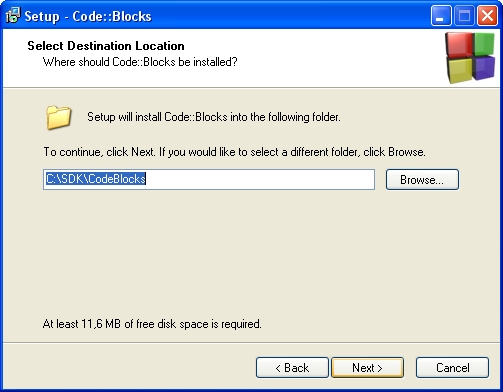 Setup - Code::Blocks
Select Destination Location
Where should Code::Blocks be installed?
Setup will install Code::Blocks into the following folder.
To continue, click Next. If you would like to select a different folder, click Browse.
C:\SDK\CodeBlocks
Browse...
At least 11,6 MB of free disk space is required.
< Back
Next >
Cancel